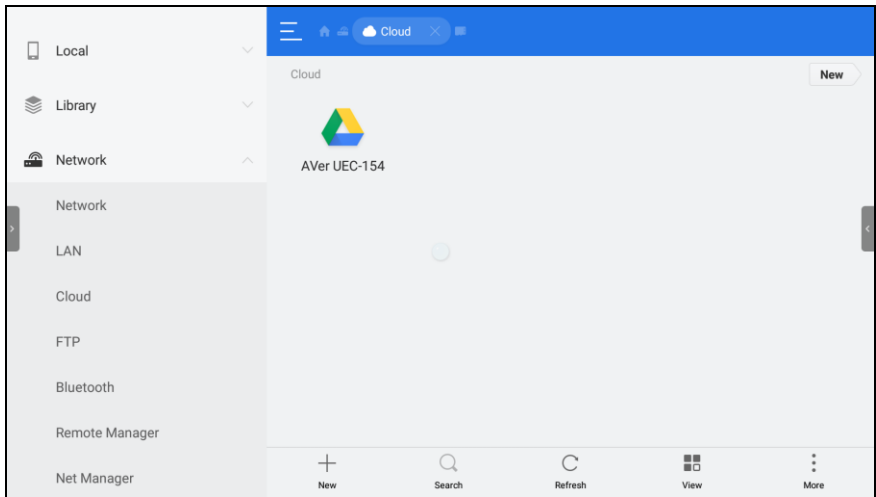 Local
Library
Network
Network
LAN
Cloud
FTP
Bluetooth
Remote Manager
Net Manager
Cloud
Cloud
New
AVer UEC-154
New
Search
Refresh
View
More